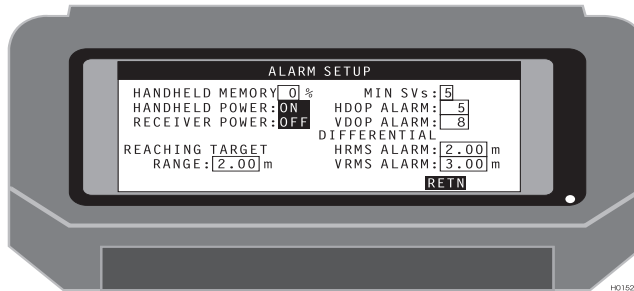 ALARM SETUP
HANDHELD MEMORY 0 % MIN SVs: 5
HANDHELD POWER: ON HDOP ALARM: 5
RECEIVER POWER: OFF VDOP ALARM: 8
DIFFERENTIAL
REACHING TARGET HRMS ALARM: 2.00 m
RANGE: 2.00 m VRMS ALARM: 3.00 m
RETN
H0152